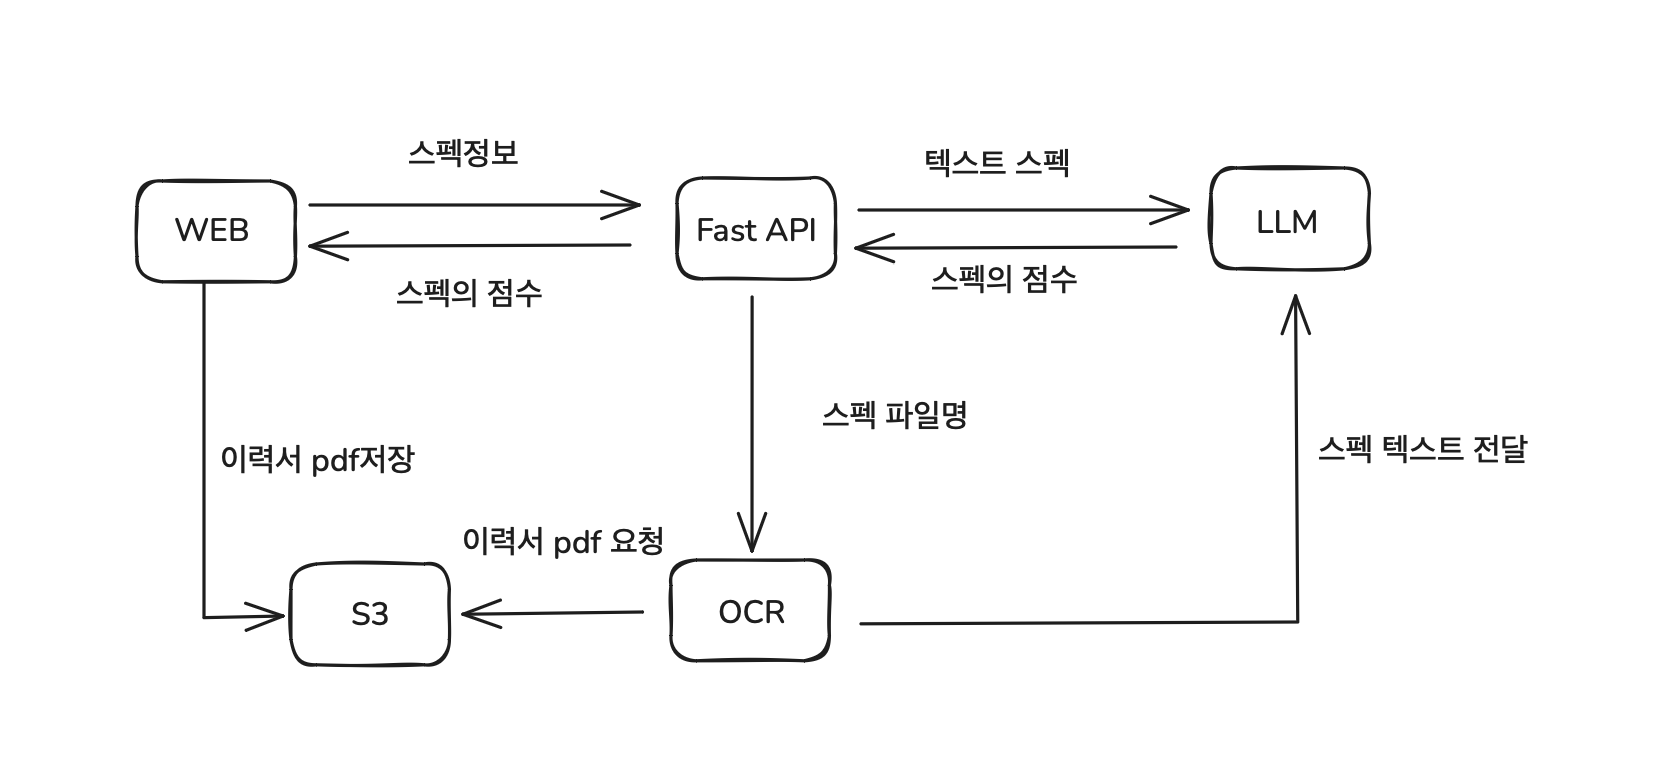 스펙정보
텍스트 스펙
WEB
Fast API
LLM
스펙의 점수
스펙의 점수
스펙 파일명
이력서 pdf저장
스펙 텍스트 전달
이력서 pdf 요청
S3
OCR